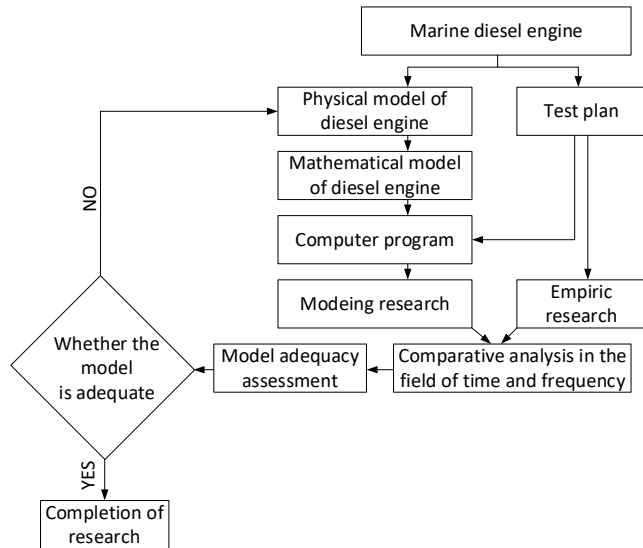 Marine diesel engine
Physical model of
diesel engine
Test plan
Mathematical model
of diesel engine
NO
Computer program
Modeing research
Empiric
research
Whether the
model
is adequate
Model adequacy
assessment
Comparative analysis in the
field of time and frequency
YES
Completion of
research